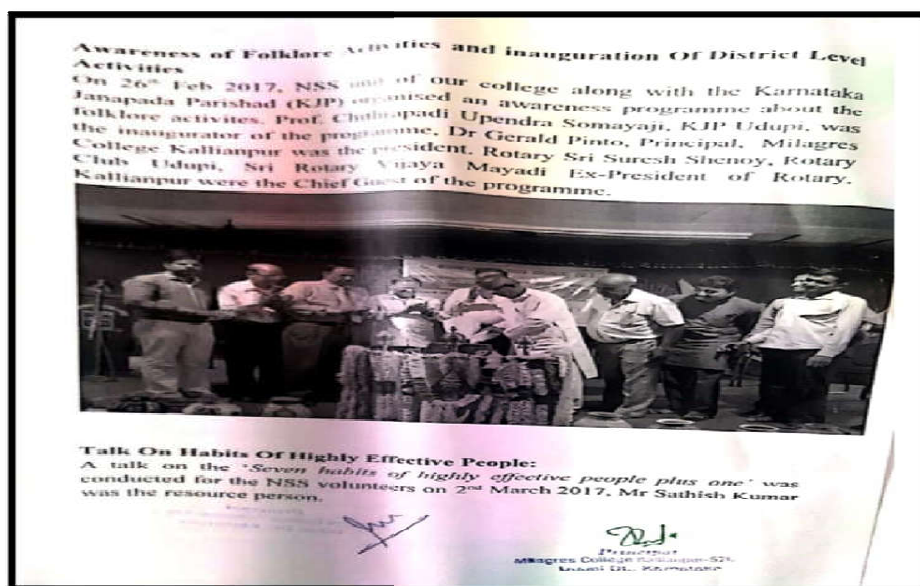 Awareness of Folklore Activities and inauguration Of District Level
Activities
On 26th Feb 2017, NSS unit of our college along with the Karnataka
Janapada Parishad (KJP) organised an awareness programme about the
folklore activites. Prof. Upendra Somayaji, KJP Udupi, was
the inaugurator of the programme. Dr Gerald Pinto, Principal, Milagres
College Kallianpur was the president. Rotary Sri Suresh Shenoy, Rotary
Club Udupi, Sri Rotary Vijaya Mayadi Ex-President of Rotary.
Kallianpur were the Chief Guest of the programme.
Talk On Habits Of Highly Effective People:
A talk on the 'Seven habits of highly effective people plus one' was
conducted for the NSS volunteers on 2nd March 2017. Mr Sathish Kumar
was the resource person.
Principal
Milagres College Kallianpur
Karnataka